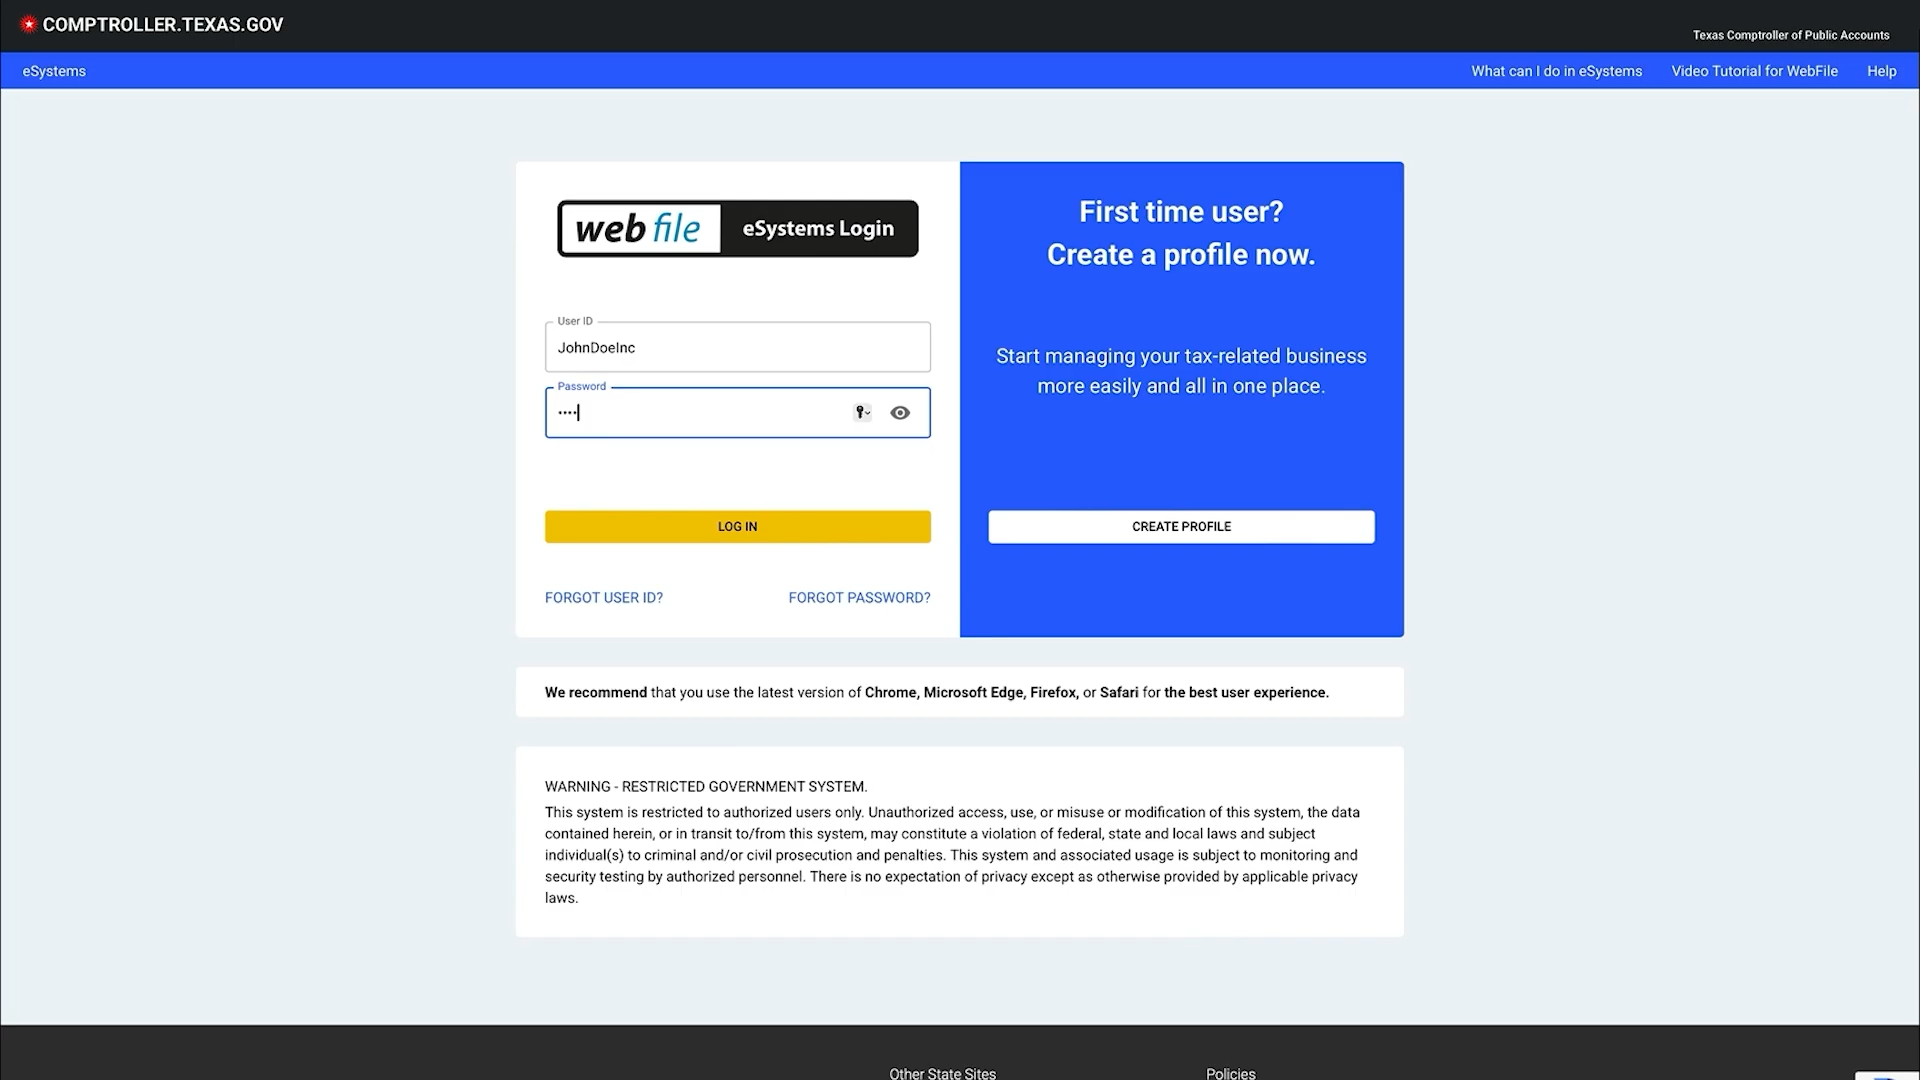 COMPTROLLER.TEXAS.GOV
Texas Comptroller of Public Accounts
eSystems
What can I do in eSystems
Video Tutorial for WebFile
Help
web file eSystems Login
User ID
JohnDoeInc
Password
••••
LOG IN
FORGOT USER ID?
FORGOT PASSWORD?
First time user?
Create a profile now.
Start managing your tax-related business
more easily and all in one place.
CREATE PROFILE
We recommend that you use the latest version of Chrome, Microsoft Edge, Firefox, or Safari for the best user experience.
WARNING - RESTRICTED GOVERNMENT SYSTEM.
This system is restricted to authorized users only. Unauthorized access, use, or misuse or modification of this system, the data
contained herein, or in transit to/from this system, may constitute a violation of federal, state and local laws and subject
individual(s) to criminal and/or civil prosecution and penalties. This system and associated usage is subject to monitoring and
security testing by authorized personnel. There is no expectation of privacy except as otherwise provided by applicable privacy
laws.
Other State Sites
Policies